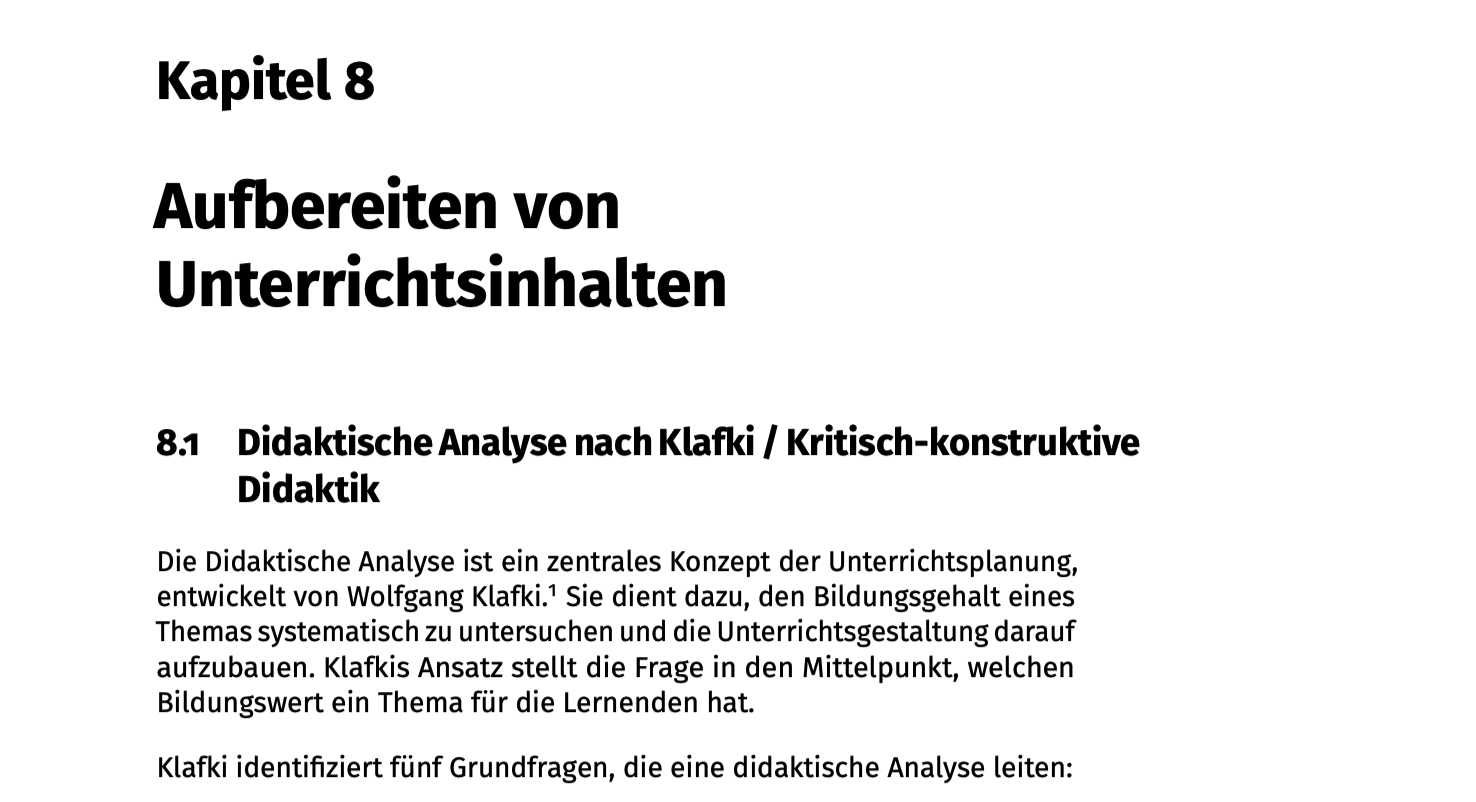 Kapitel 8
Aufbereiten von
Unterrichtsinhalten
8.1 Didaktische Analyse nach Klafki / Kritisch-konstruktive
Didaktik
Die Didaktische Analyse ist ein zentrales Konzept der Unterrichtsplanung,
entwickelt von Wolfgang Klafki.¹ Sie dient dazu, den Bildungsgehalt eines
Themas systematisch zu untersuchen und die Unterrichtsgestaltung darauf
aufzubauen. Klafkis Ansatz stellt die Frage in den Mittelpunkt, welchen
Bildungswert ein Thema für die Lernenden hat.
Klafki identifiziert fünf Grundfragen, die eine didaktische Analyse leiten: